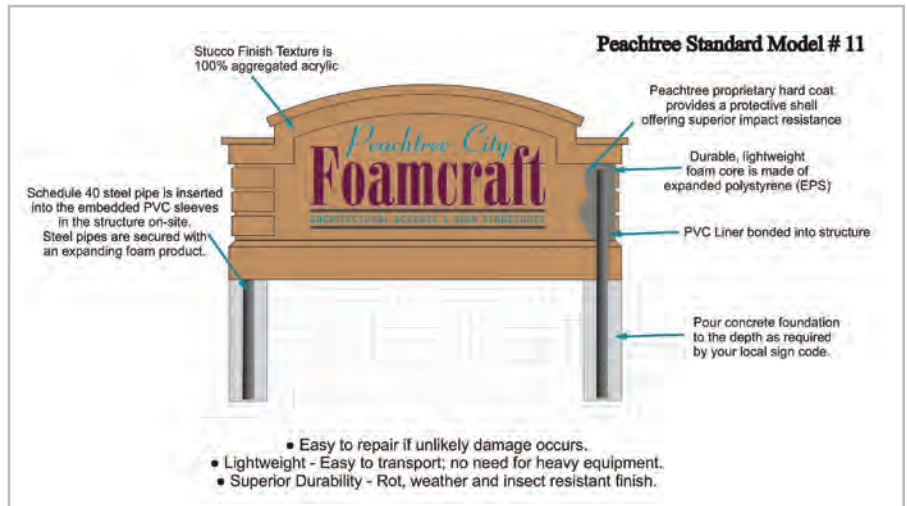 Peachtree Standard Model # 11
Stucco Finish Texture is
100% aggregated acrylic
Peachtree proprietary hard coat
provides a protective shell
offering superior impact resistance
Peachtree City
Foamcraft
ARCHITECTURAL ACCENTS & SIGN STRUCTURES
Durable, lightweight
foam core is made of
expanded polystyrene (EPS)
Schedule 40 steel pipe is inserted
into the embedded PVC sleeves
in the structure on-site.
Steel pipes are secured with
an expanding foam product.
PVC Liner bonded into structure
Pour concrete foundation
to the depth as required
by your local sign code.
● Easy to repair if unlikely damage occurs.
● Lightweight - Easy to transport; no need for heavy equipment.
● Superior Durability - Rot, weather and insect resistant finish.